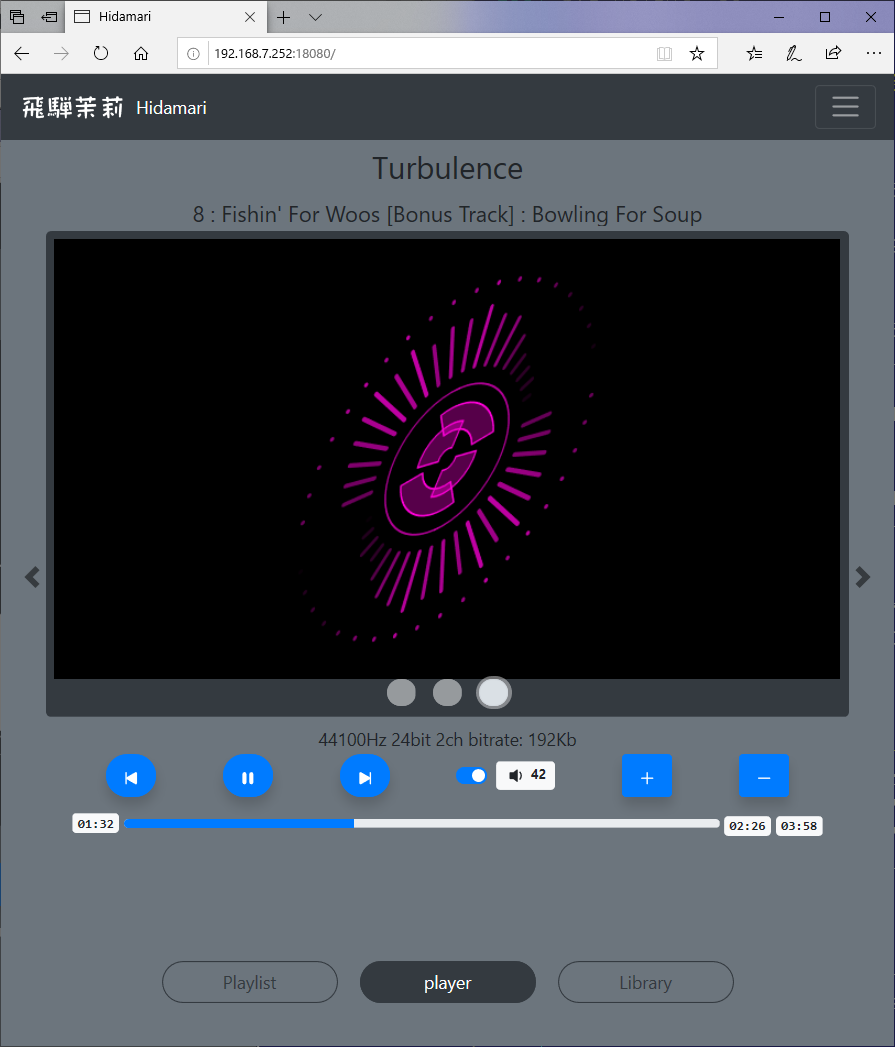 Hidamari
192.168.7.252:18080/
飛騨茉莉 Hidamari
Turbulence
8 : Fishin' For Woos [Bonus Track] : Bowling For Soup
44100Hz 24bit 2ch bitrate: 192Kb
42
01:32
02:26 03:58
Playlist player Library